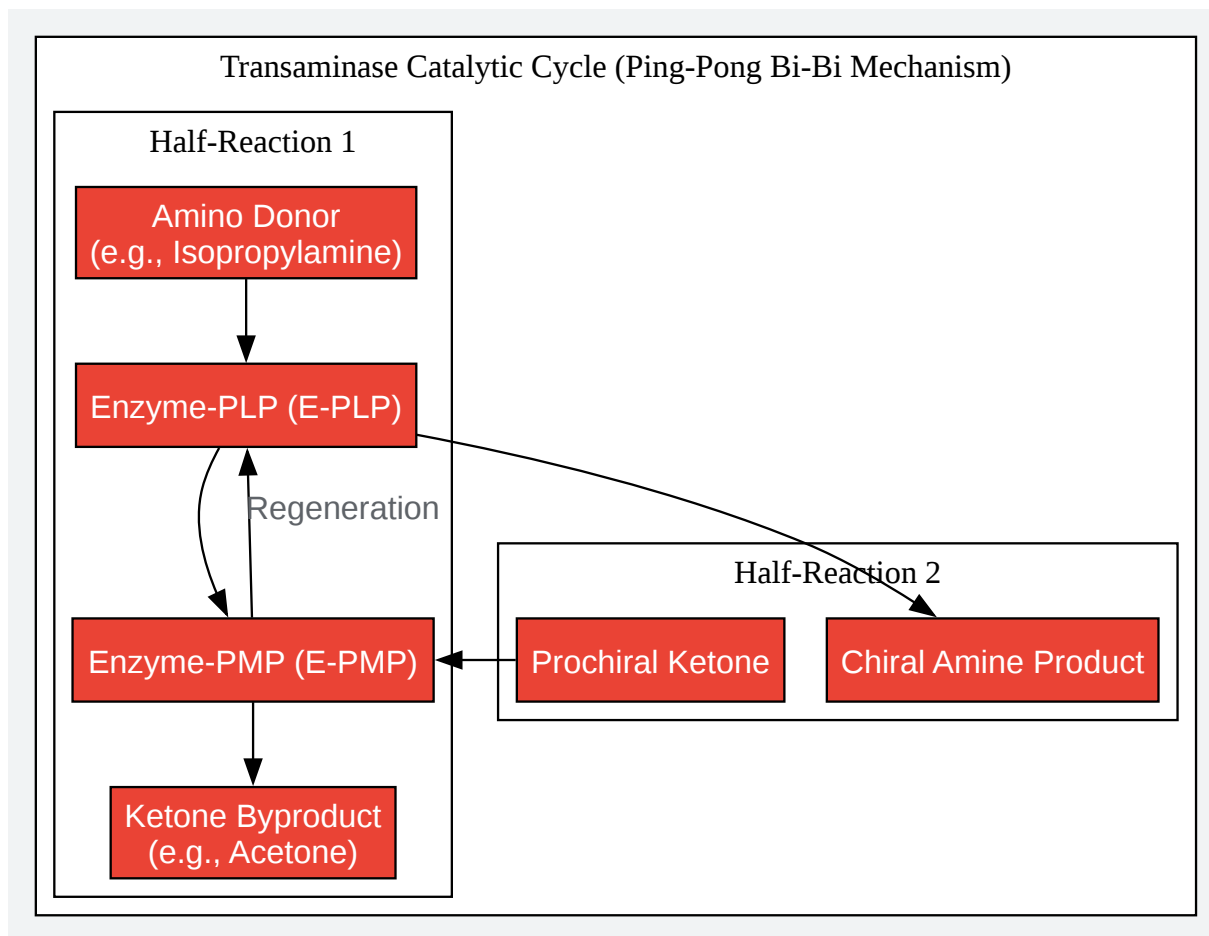 Transaminase Catalytic Cycle (Ping-Pong Bi-Bi Mechanism)
Half-Reaction 1
Amino Donor
(e.g., Isopropylamine)
Enzyme-PLP (E-PLP)
Regeneration
Enzyme-PMP (E-PMP)
Ketone Byproduct
(e.g., Acetone)
Half-Reaction 2
Prochiral Ketone
Chiral Amine Product